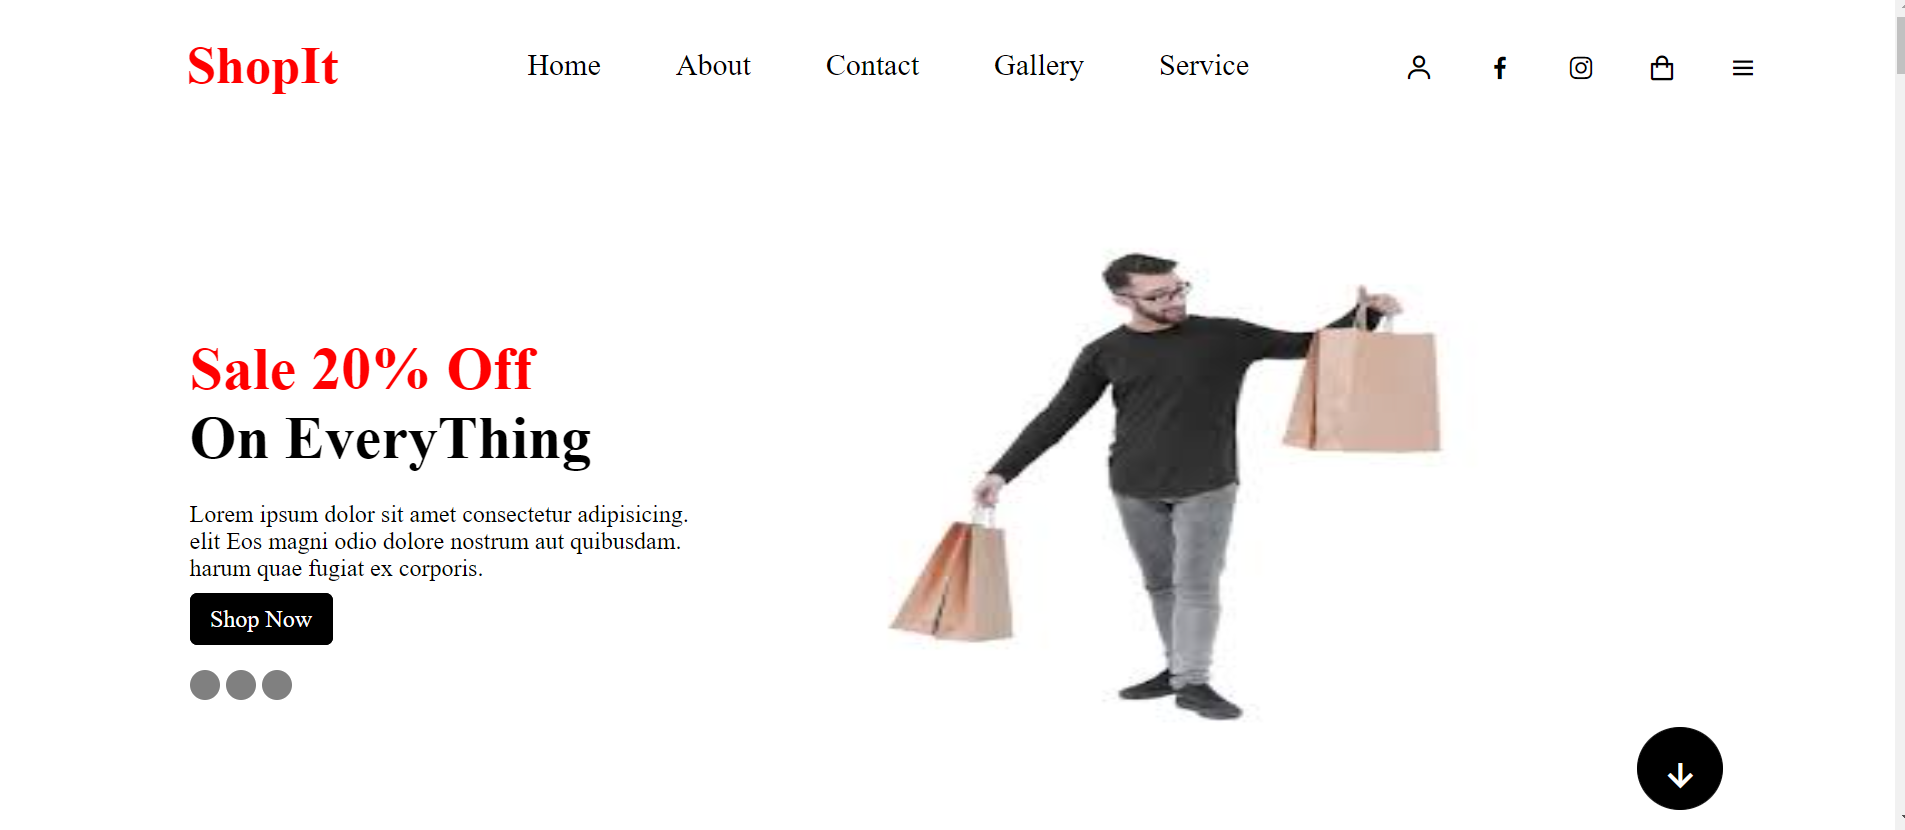 ShopIt Home About Contact Gallery Service
Sale 20% Off
On EveryThing
Lorem ipsum dolor sit amet consectetur adipisicing.
elit Eos magni odio dolore nostrum aut quibusdam.
harum quae fugiat ex corporis.
Shop Now